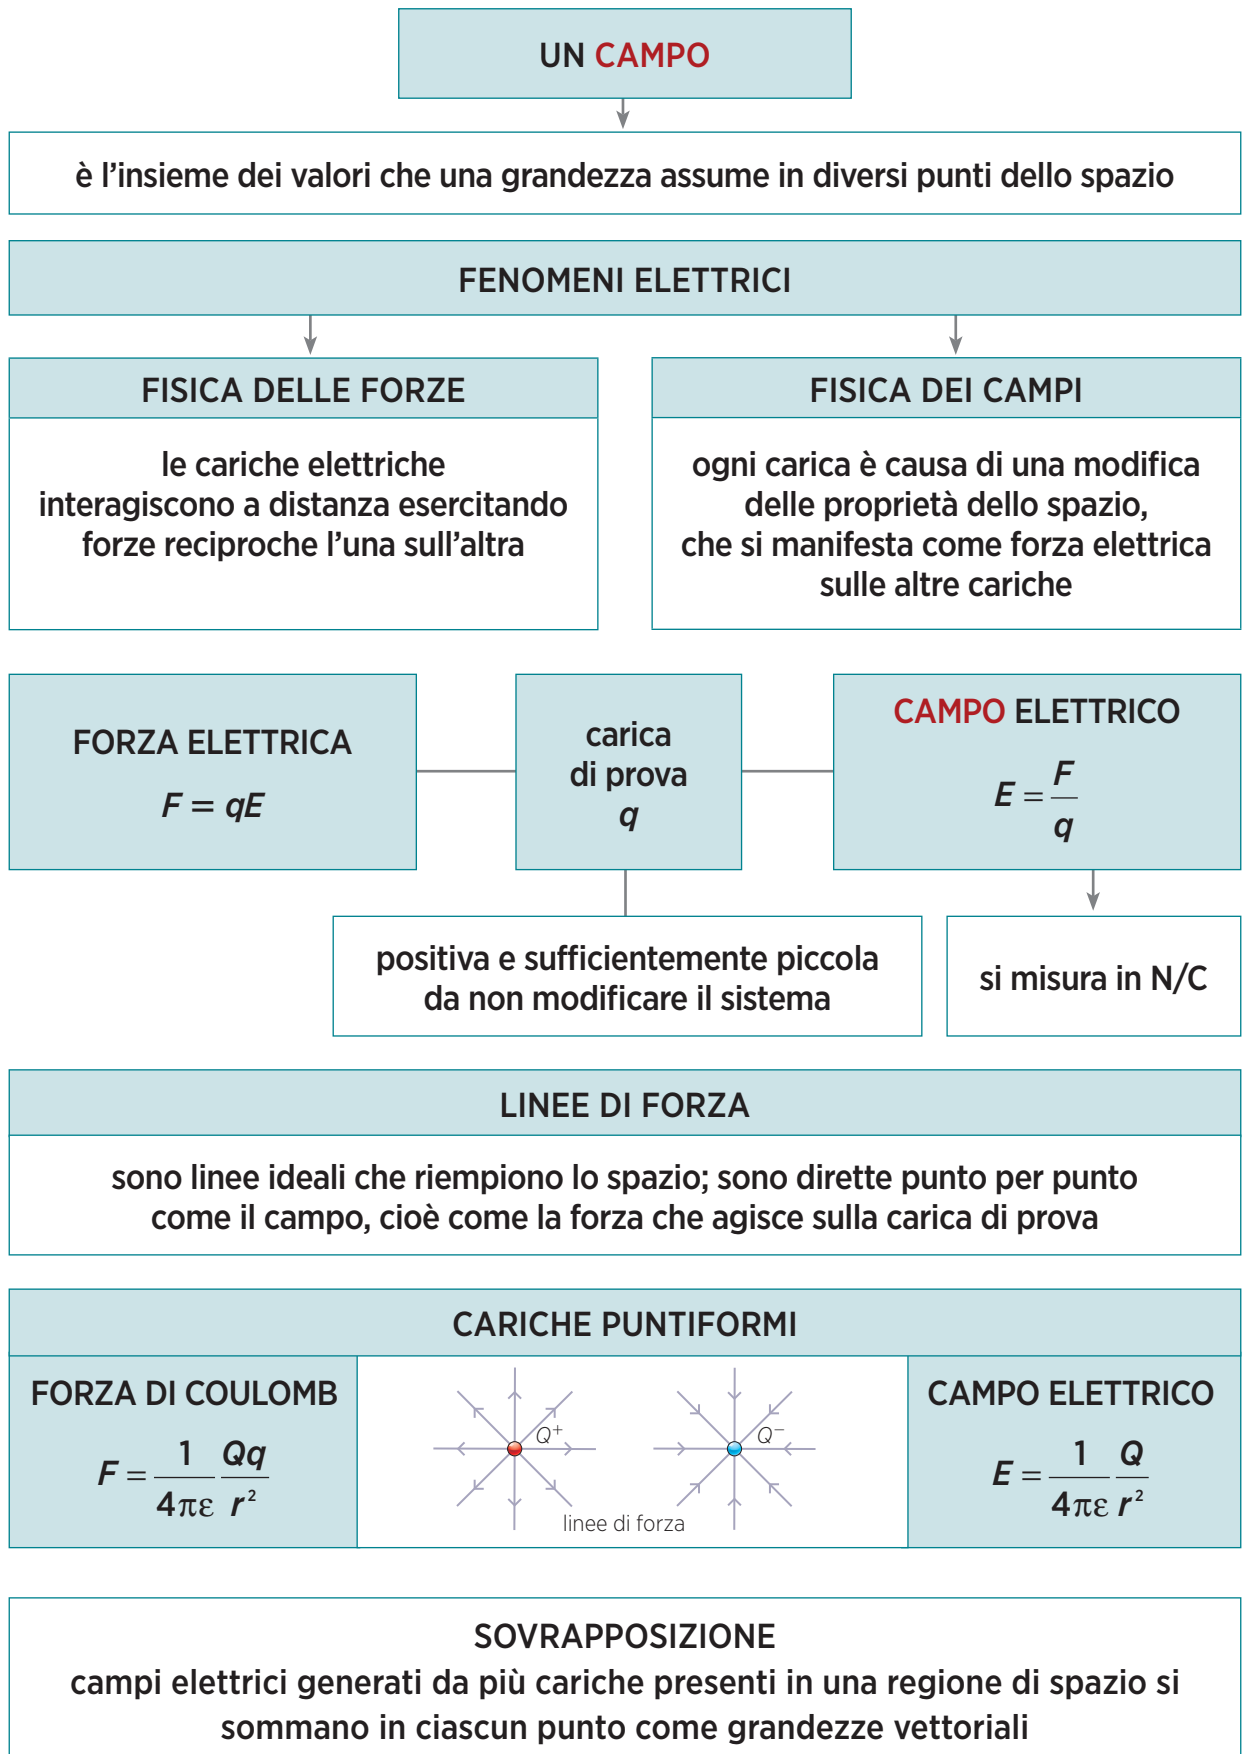 UN CAMPO
è l'insieme dei valori che una grandezza assume in diversi punti dello spazio
FENOMENI ELETTRICI
FISICA DELLE FORZE
le cariche elettriche
interagiscono a distanza esercitando
forze reciproche l'una sull'altra
FISICA DEI CAMPI
ogni carica è causa di una modifica
delle proprietà dello spazio,
che si manifesta come forza elettrica
sulle altre cariche
FORZA ELETTRICA
F = qE
carica
di prova
q
CAMPO ELETTRICO
E = F/q
positiva e sufficientemente piccola
da non modificare il sistema
si misura in N/C
LINEE DI FORZA
sono linee ideali che riempiono lo spazio; sono dirette punto per punto
come il campo, cioè come la forza che agisce sulla carica di prova
CARICHE PUNTIFORMI
FORZA DI COULOMB
F = 1/4πε Qq/r²
Q⁺
Q⁻
linee di forza
CAMPO ELETTRICO
E = 1/4πε Q/r²
SOVRAPPOSIZIONE
campi elettrici generati da più cariche presenti in una regione di spazio si
sommano in ciascun punto come grandezze vettoriali